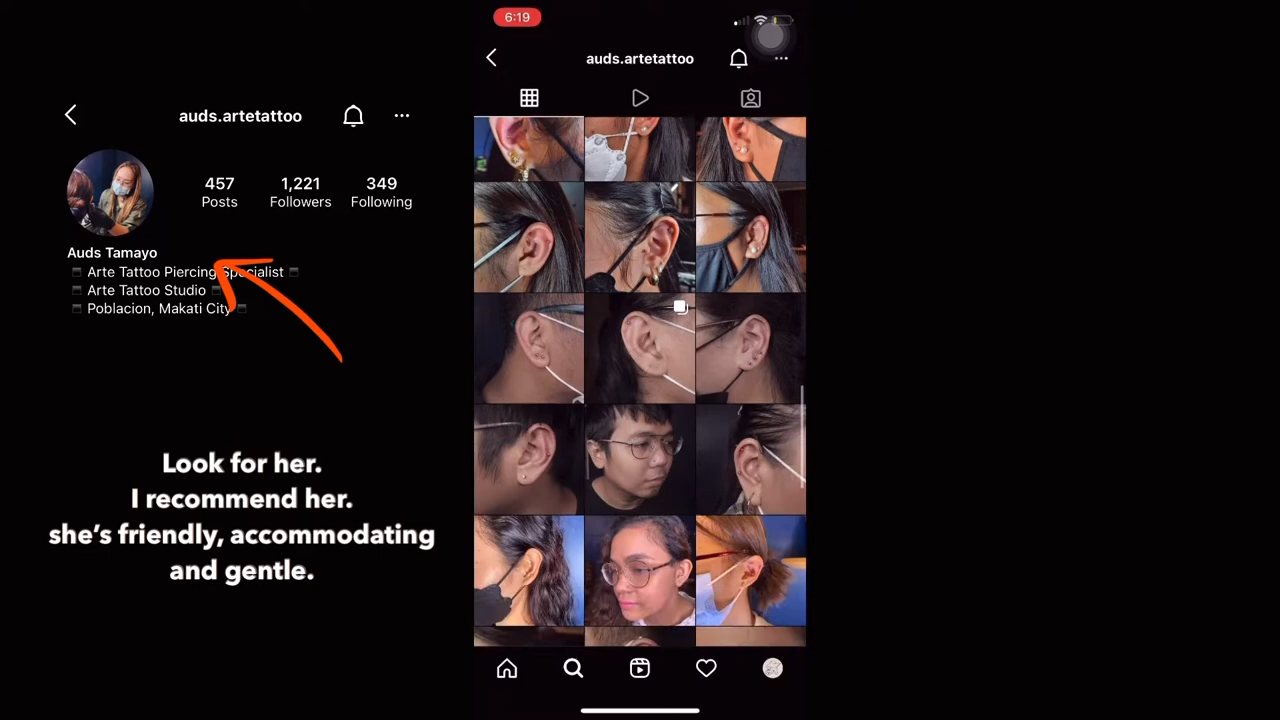 auds.artetattoo
457
Posts
1,221
Followers
349
Following
Auds Tamayo
Arte Tattoo Piercing Specialist
Arte Tattoo Studio
Poblacion, Makati City
Look for her.
I recommend her.
she’s friendly, accommodating
and gentle.
6:19
auds.artetattoo